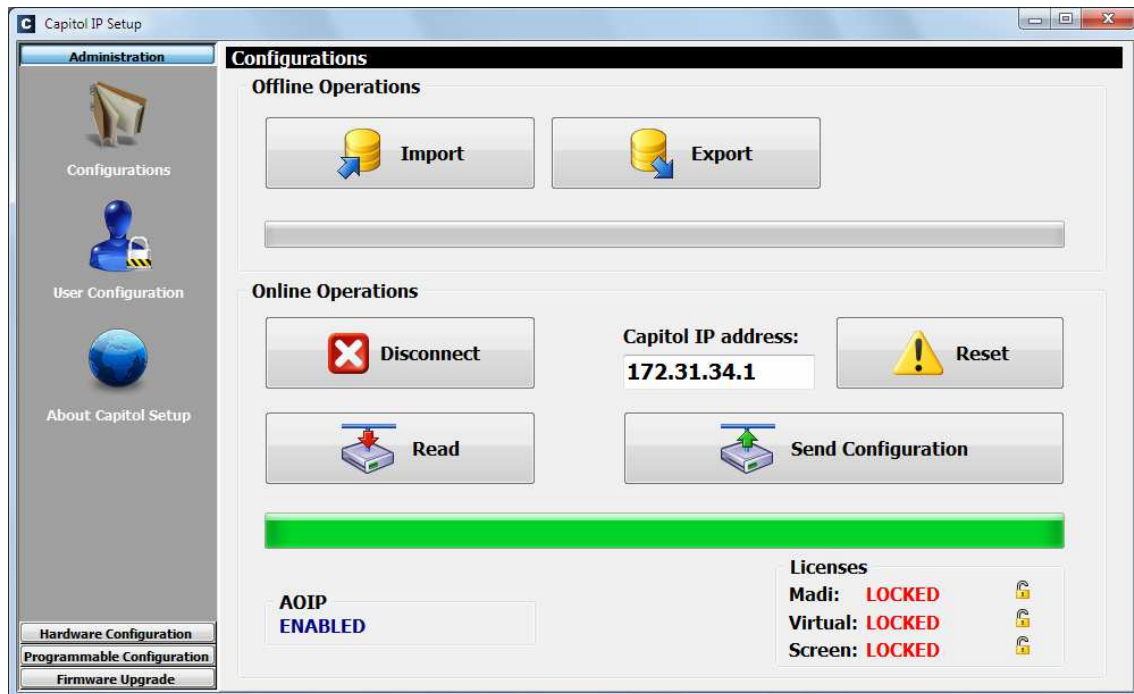 Capitol IP Setup
Administration
Configurations
User Configuration
About Capitol Setup
Hardware Configuration
Programmable Configuration
Firmware Upgrade
Configurations
Offline Operations
Import
Export
Online Operations
Disconnect
Capitol IP address:
172.31.34.1
Reset
Read
Send Configuration
AOIP
ENABLED
Licenses
Madi: LOCKED
Virtual: LOCKED
Screen: LOCKED